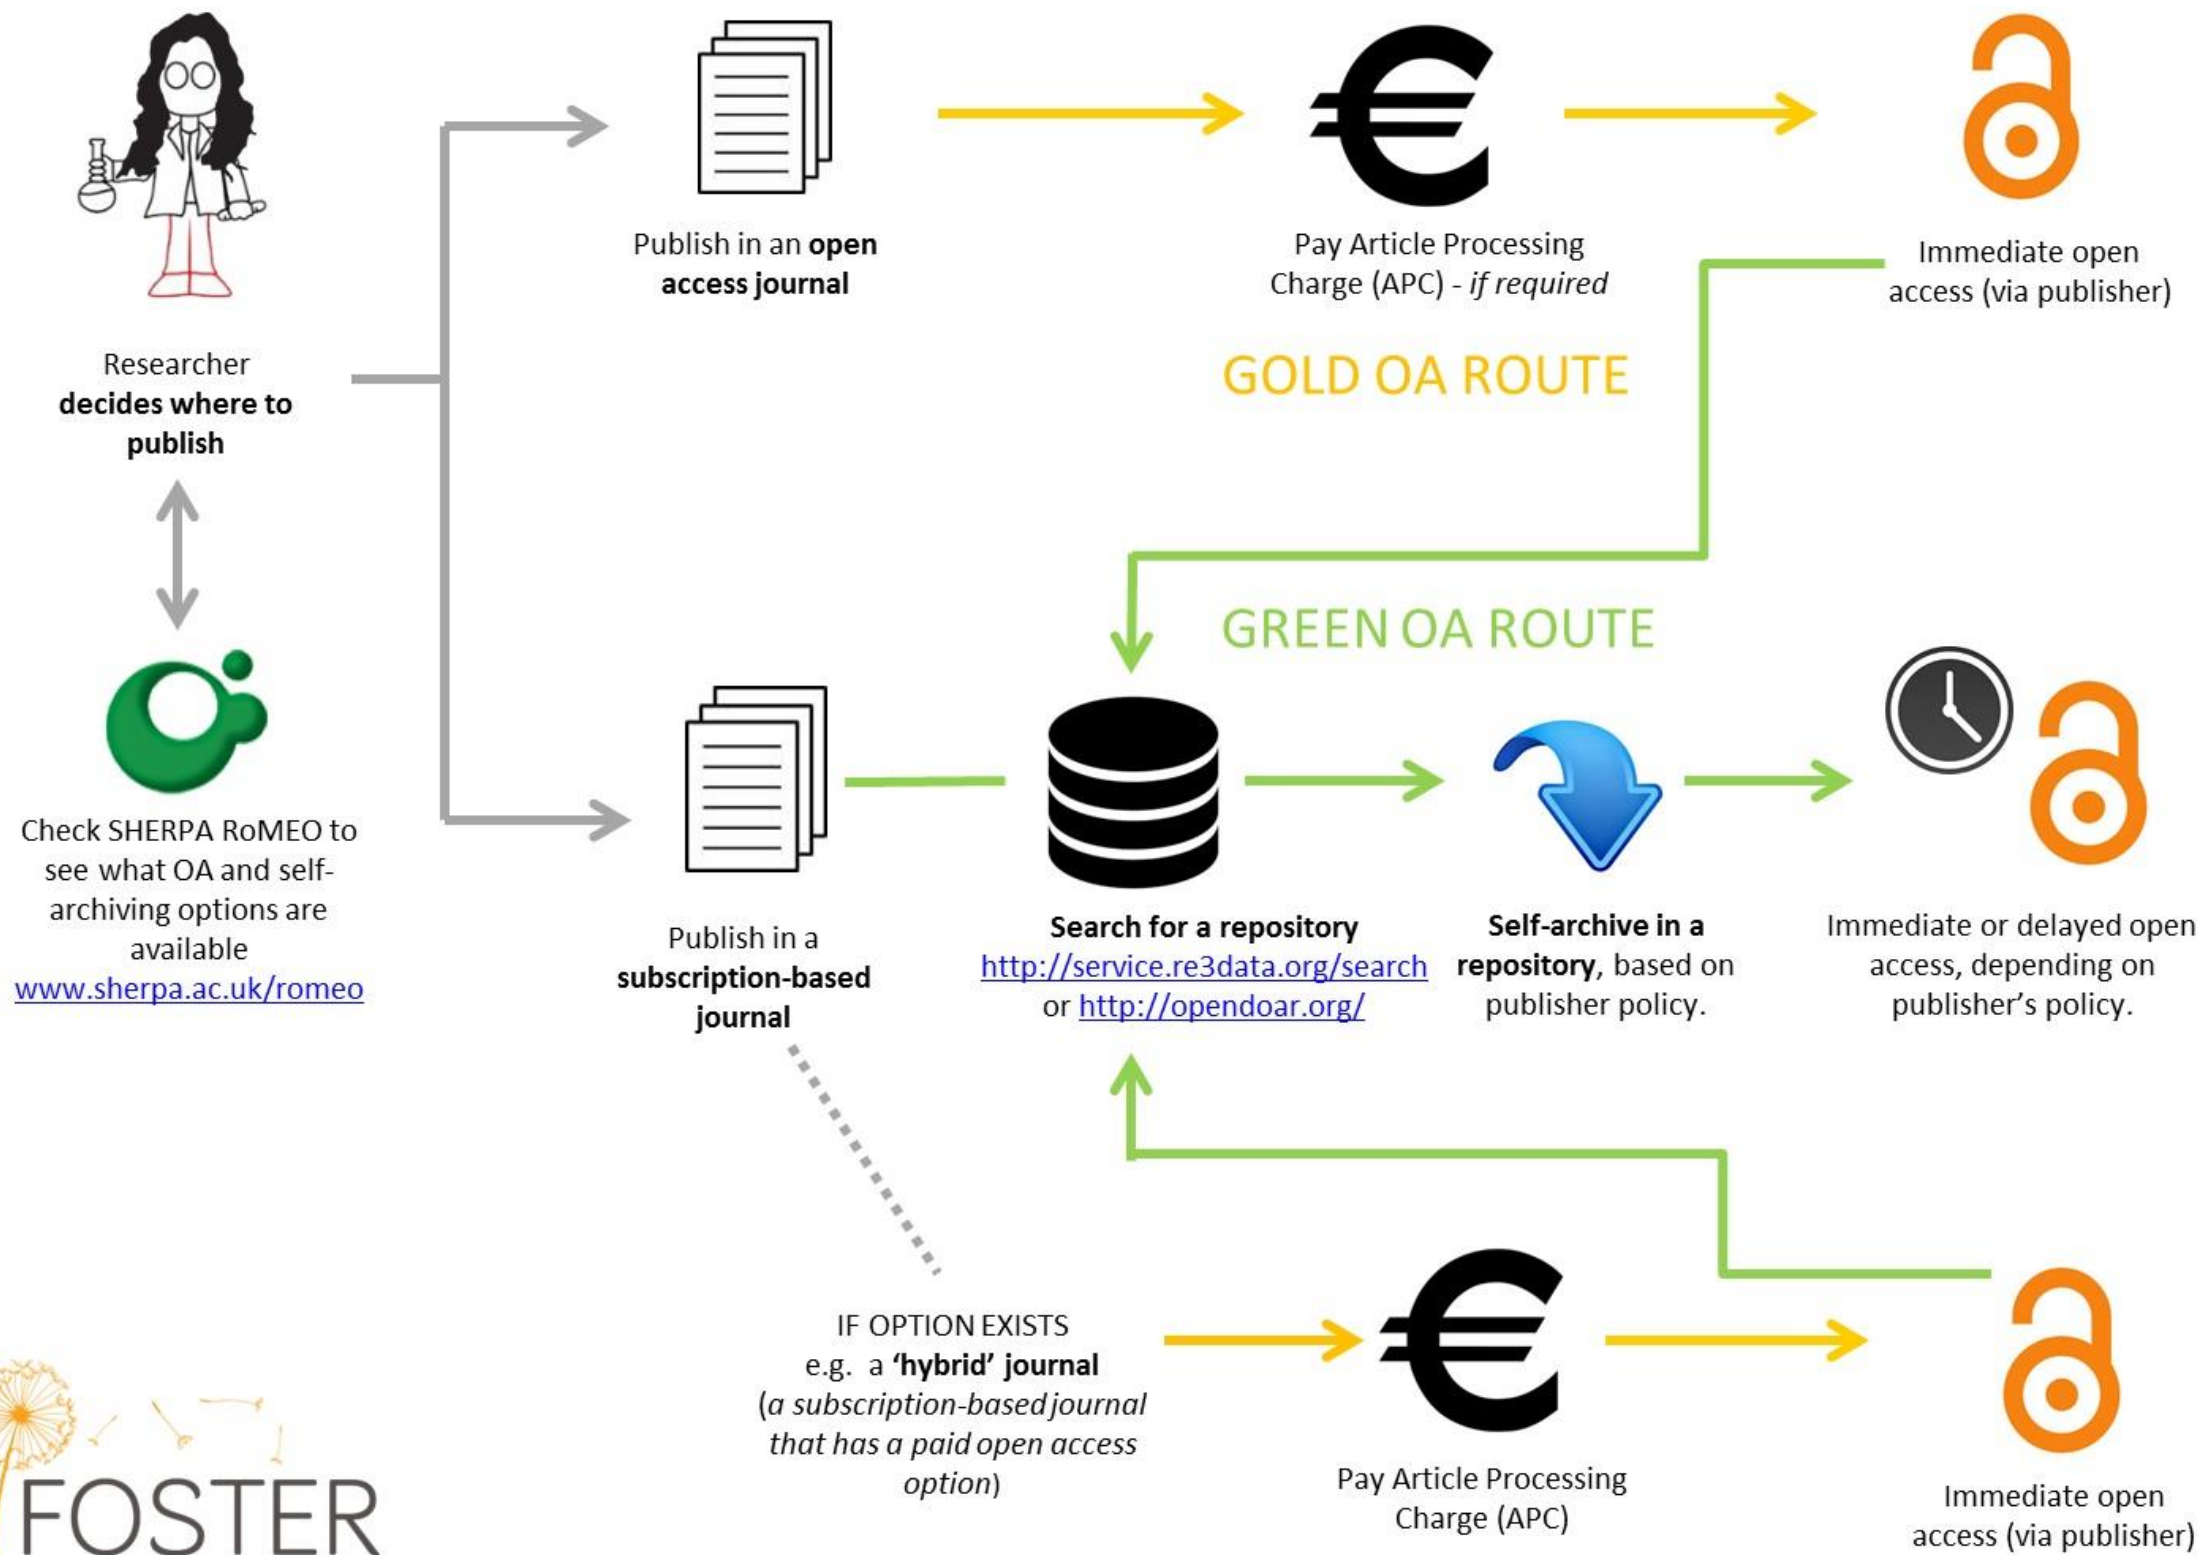 Researcher
decides where to
publish
Check SHERPA RoMEO to
see what OA and self-
archiving options are
available
www.sherpa.ac.uk/romeo
Publish in an open
access journal
Pay Article Processing
Charge (APC) - if required
Immediate open
access (via publisher)
GOLD OA ROUTE
GREEN OA ROUTE
Publish in a
subscription-based
journal
Search for a repository
http://service.re3data.org/search
or http://opendoar.org/
Self-archive in a
repository, based on
publisher policy.
Immediate or delayed open
access, depending on
publisher’s policy.
IF OPTION EXISTS
e.g. a ‘hybrid’ journal
(a subscription-based journal
that has a paid open access
option)
Pay Article Processing
Charge (APC)
Immediate open
access (via publisher)
FOSTER